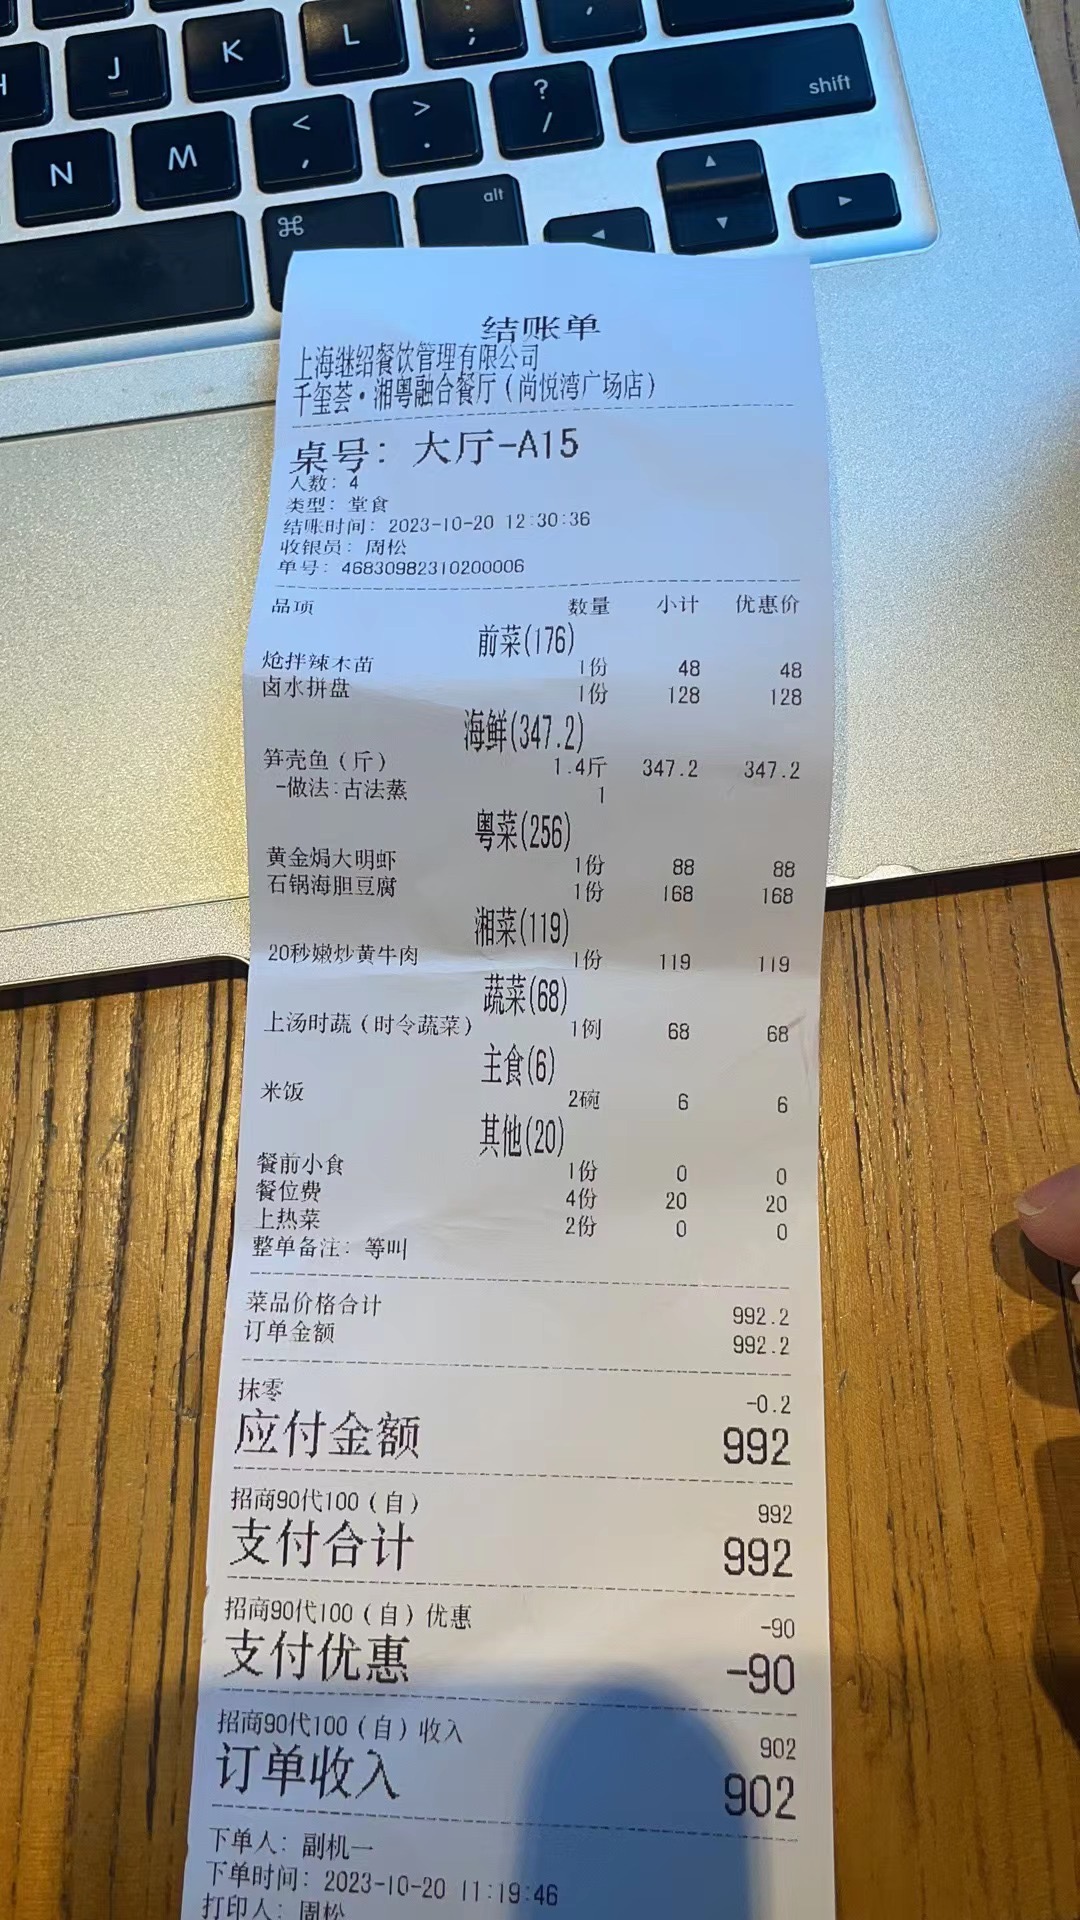 J K L ;
N M < , > . ? / shift
⌘ alt
结账单
上海继绍餐饮管理有限公司
千玺荟·湘粤融合餐厅（尚悦湾广场店）
桌号: 大厅-A15
人数: 4
类型: 堂食
结账时间: 2023-10-20 12:30:36
收银员: 周松
单号: 46830982310200006
品项 数量 小计 优惠价
前菜(176)
炝拌辣木苗 1份 48 48
卤水拼盘 1份 128 128
海鲜(347.2)
笋壳鱼（斤） 1.4斤 347.2 347.2
-做法:古法蒸 1
粤菜(256)
黄金焗大明虾 1份 88 88
石锅海胆豆腐 1份 168 168
湘菜(119)
20秒嫩炒黄牛肉 1份 119 119
蔬菜(68)
上汤时蔬（时令蔬菜） 1例 68 68
主食(6)
米饭 2碗 6 6
其他(20)
餐前小食 1份 0 0
餐位费 4份 20 20
上热菜 2份 0 0
整单备注: 等叫
菜品价格合计 992.2
订单金额 992.2
抹零 -0.2
应付金额 992
招商90代100（自） 992
支付合计 992
招商90代100（自）优惠 -90
支付优惠 -90
招商90代100（自）收入 902
订单收入 902
下单人: 副机一
下单时间: 2023-10-20 11:19:46
打印人: 周松